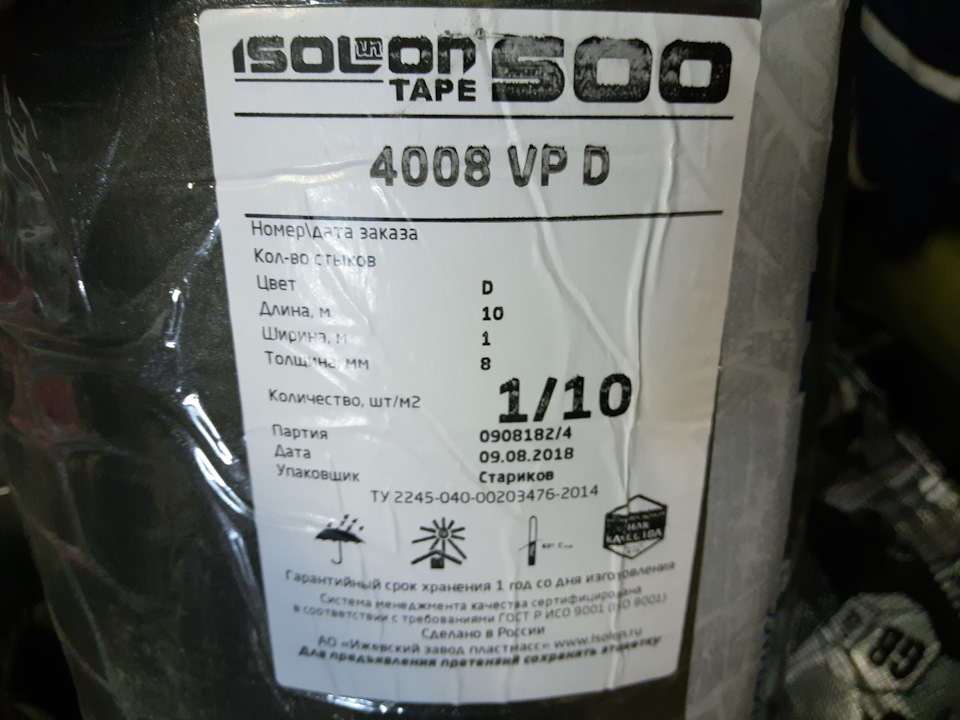 ISOLON
TAPE 500
4008 VP D
Номер\дата заказа
Кол-во стыков
Цвет D
Длина, м 10
Ширина, м 1
Толщина, мм 8
Количество, шт/м2 1/10
Партия 0908182/4
Дата 09.08.2018
Упаковщик Стариков
ТУ 2245-040-00203476-2014
ЗНАК
КАЧЕСТВА
Гарантийный срок хранения 1 год со дня изготовления
Система менеджмента качества сертифицирована
в соответствии с требованиями ГОСТ Р ИСО 9001 (ISO 9001)
Сделано в России
АО «Ижевский завод пластмасс» www.isolon.ru
Для предъявления претензий сохранять этикетку
GB